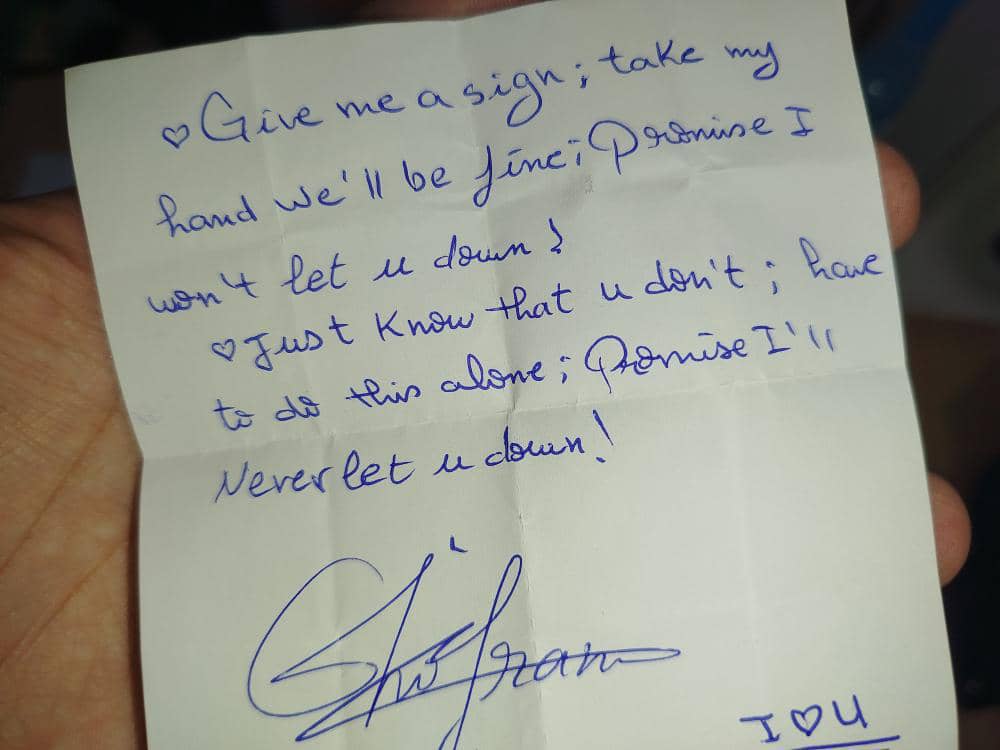 ♡ Give me a sign; take my
hand we'll be fine; Promise I
won't let u down!
♡ Just Know that u don't; have
to do this alone; Promise I'll
Never let u down!
I ♡ U